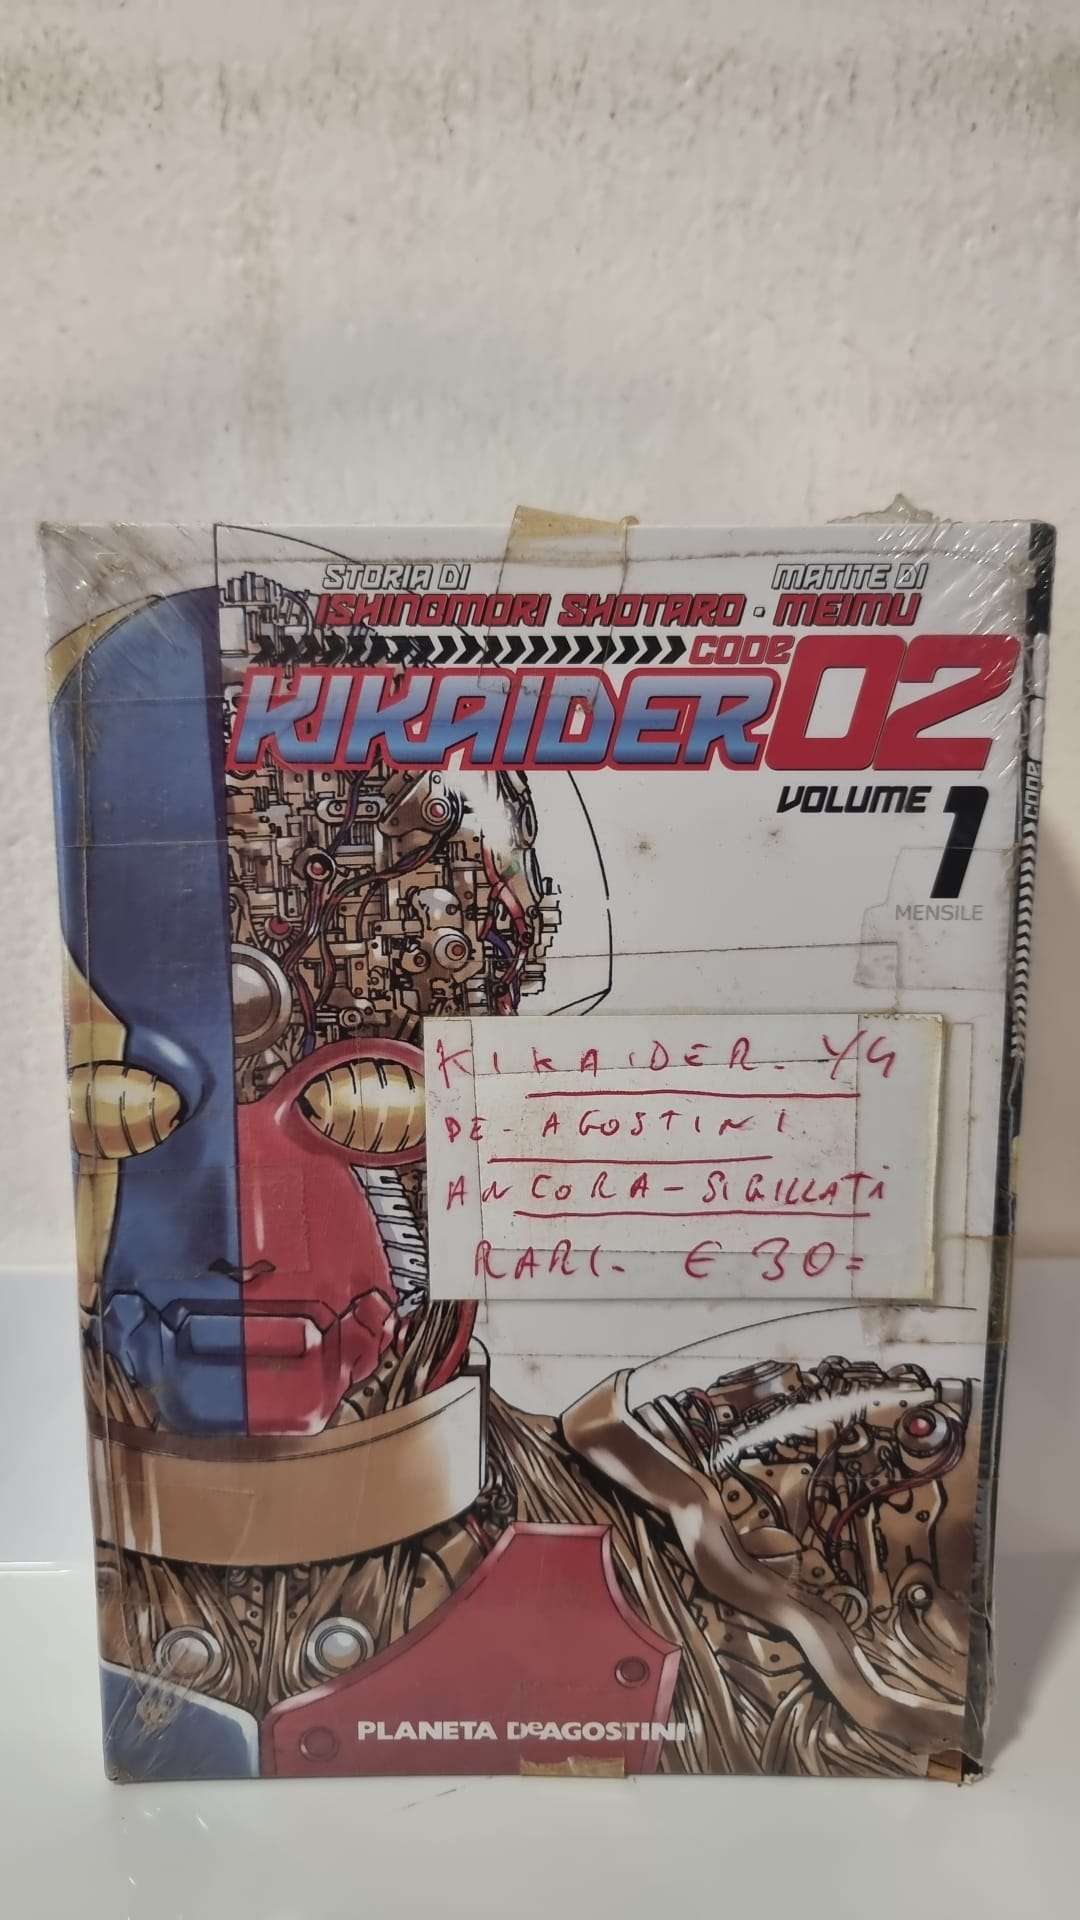 STORIA DI
MATITE DI
ISHINOMORI SHOTARO · MEIMU
CODE
KIKAIDER 02
VOLUME 1
MENSILE
CODE
KIKAIDER. 1/4
DE - AGOSTINI
ANCORA - SIGILLATI
RARI. € 30=
PLANETA DeAGOSTINI